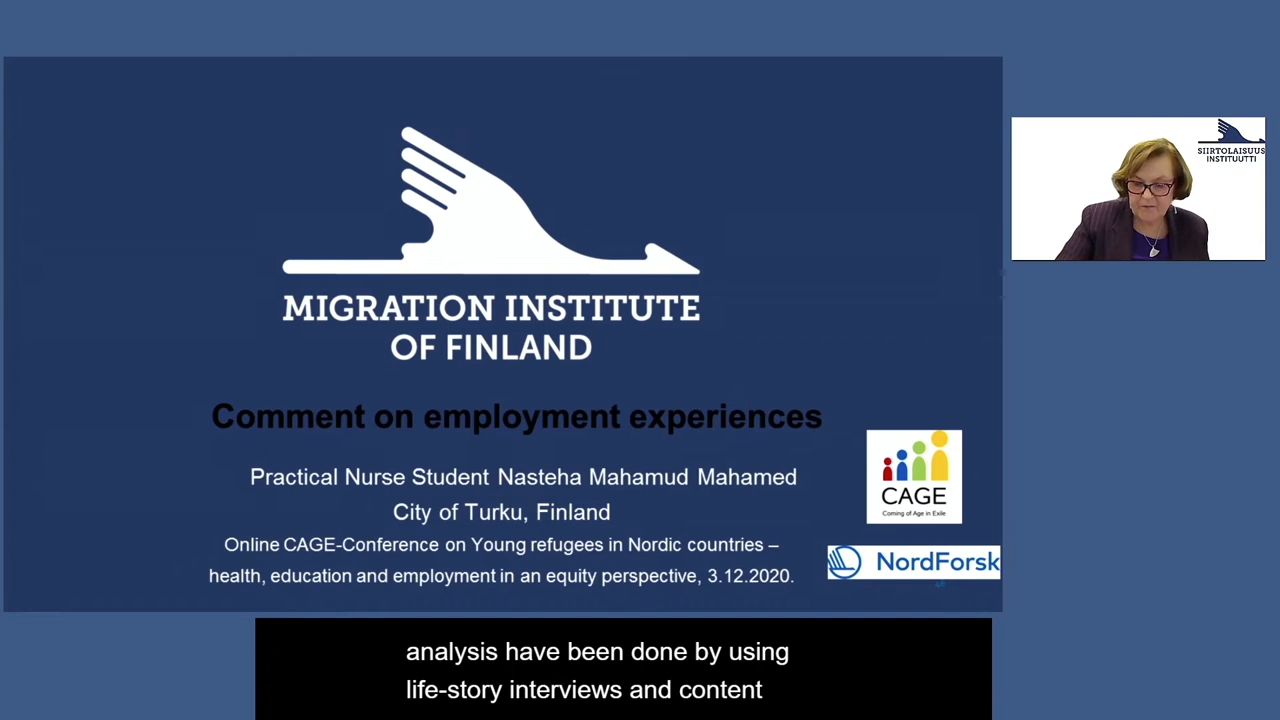 MIGRATION INSTITUTE
OF FINLAND
Comment on employment experiences
Practical Nurse Student Nasteha Mahamud Mahamed
City of Turku, Finland
Online CAGE-Conference on Young refugees in Nordic countries –
health, education and employment in an equity perspective, 3.12.2020.
CAGE
Coming of Age in Exile
NordForsk
SIIRTOLAISUUS
INSTITUUTTI
analysis have been done by using
life-story interviews and content